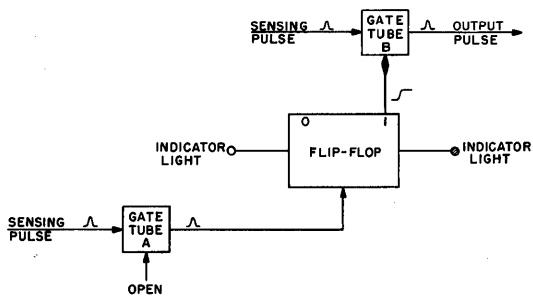 SENSING
PULSE
GATE
TUBE
B
OUTPUT
PULSE
O
1
FLIP-FLOP
INDICATOR
LIGHT
INDICATOR
LIGHT
SENSING
PULSE
GATE
TUBE
A
OPEN